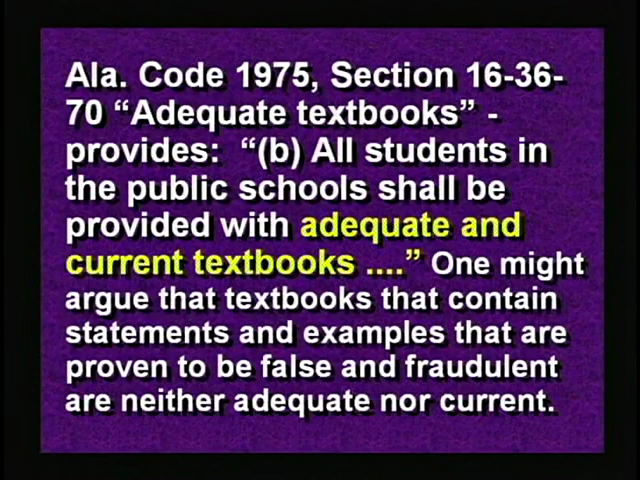 Ala. Code 1975, Section 16-36-
70 “Adequate textbooks” -
provides:  “(b) All students in
the public schools shall be
provided with adequate and
current textbooks ....” One might
argue that textbooks that contain
statements and examples that are
proven to be false and fraudulent
are neither adequate nor current.